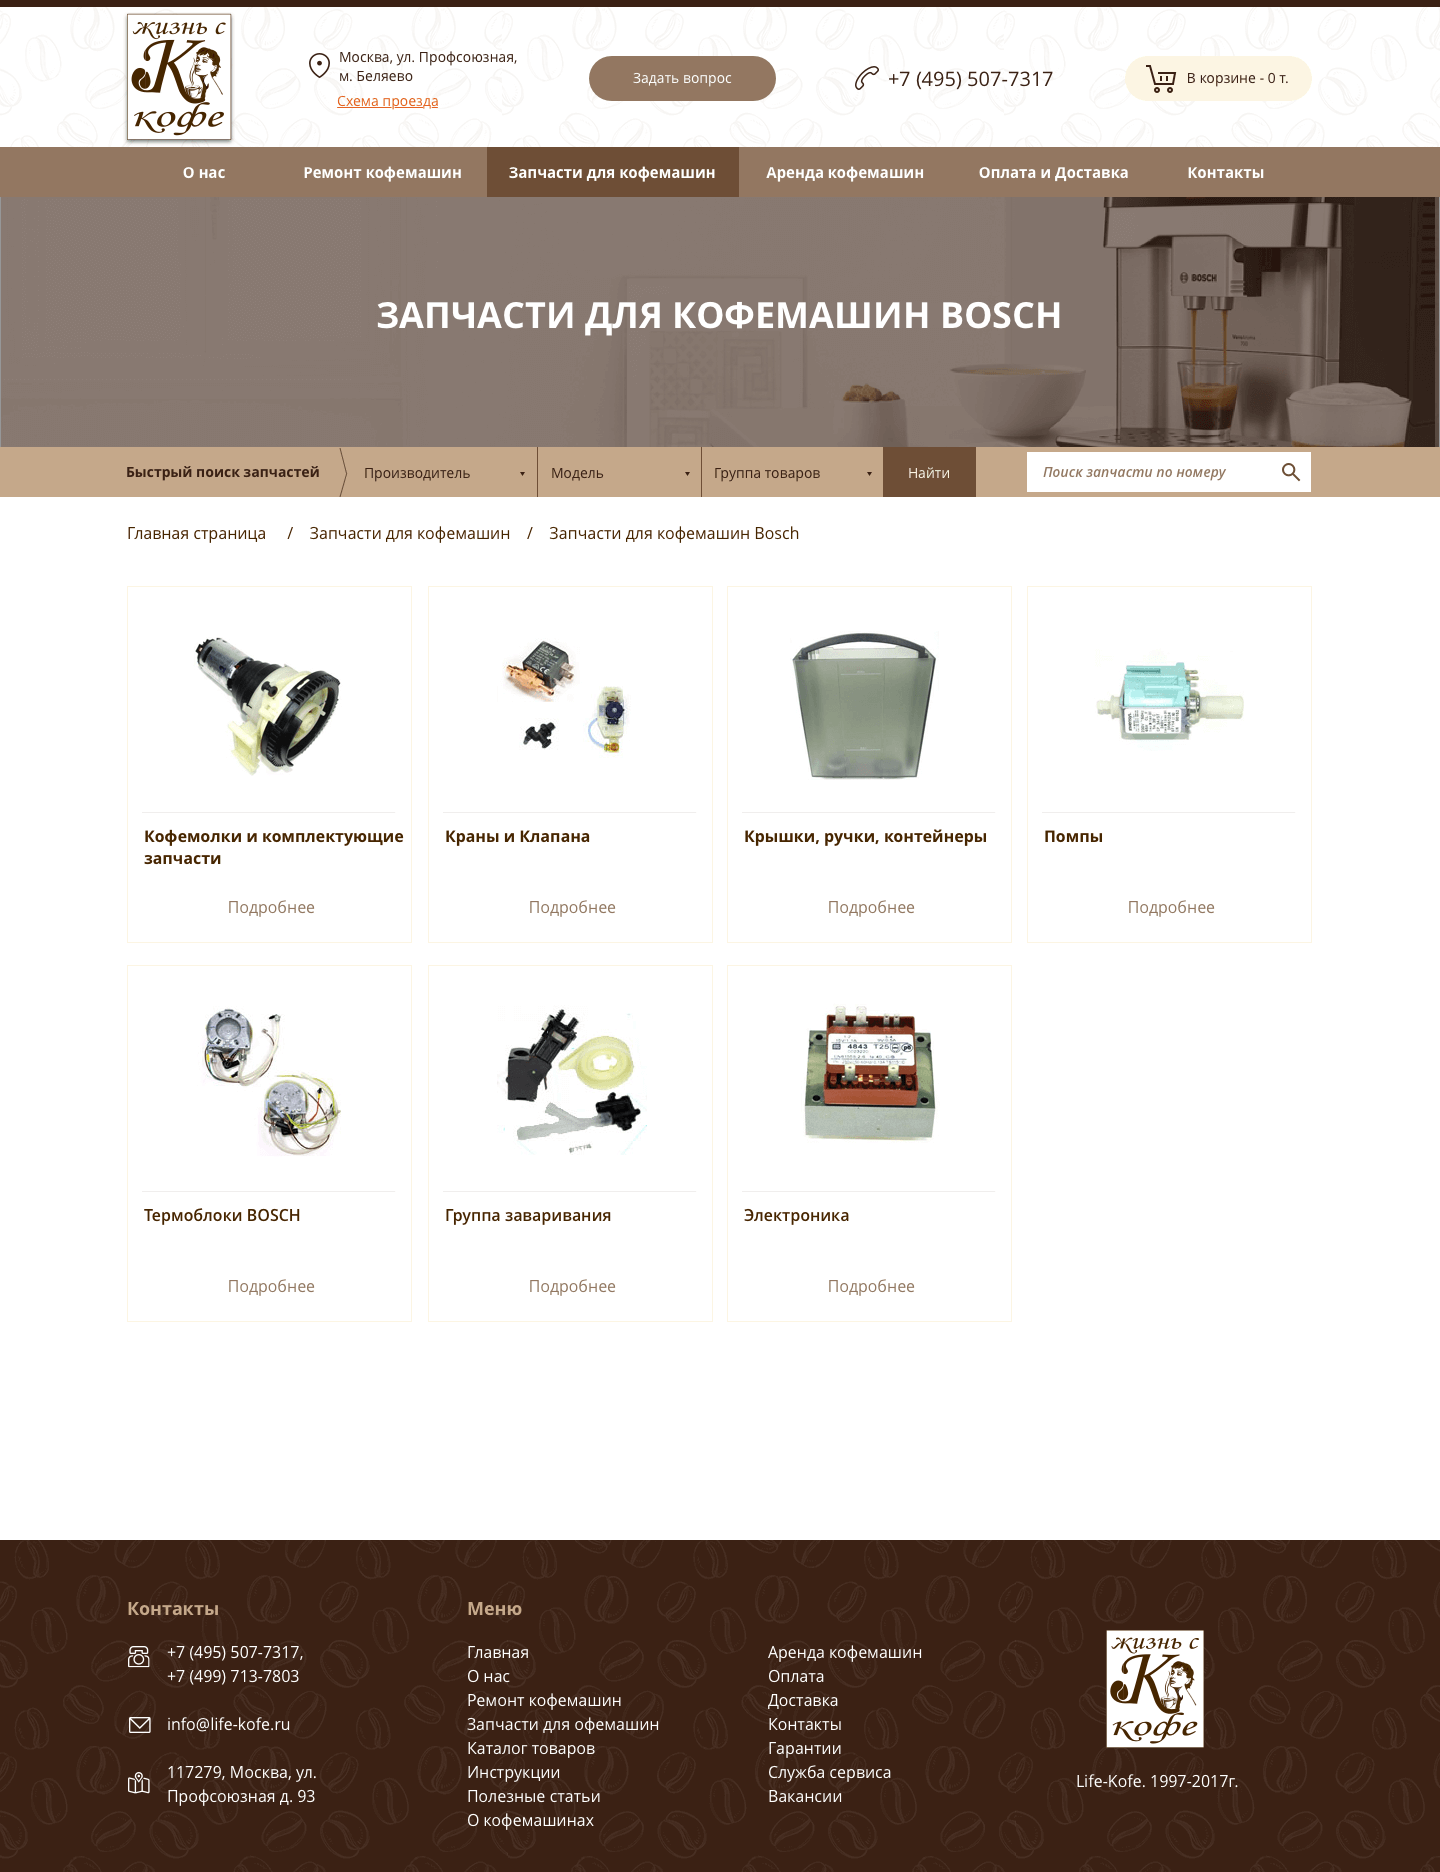 жизнь с
К
кофе
Москва, ул. Профсоюзная,
м. Беляево
Схема проезда
Задать вопрос
+7 (495) 507-7317
В корзине - 0 т.
О нас
Ремонт кофемашин
Запчасти для кофемашин
Аренда кофемашин
Оплата и Доставка
Контакты
BOSCH
ЗАПЧАСТИ ДЛЯ КОФЕМАШИН BOSCH
Быстрый поиск запчастей
Производитель
Модель
Группа товаров
Найти
Поиск запчасти по номеру
Главная страница / Запчасти для кофемашин / Запчасти для кофемашин Bosch
Кофемолки и комплектующие
запчасти
Подробнее
Краны и Клапана
Подробнее
Крышки, ручки, контейнеры
Подробнее
Помпы
Подробнее
4843 T25
Термоблоки BOSCH
Подробнее
Группа заваривания
Подробнее
Электроника
Подробнее
Контакты
+7 (495) 507-7317,
+7 (499) 713-7803
info@life-kofe.ru
117279, Москва, ул.
Профсоюзная д. 93
Меню
Главная
О нас
Ремонт кофемашин
Запчасти для офемашин
Каталог товаров
Инструкции
Полезные статьи
О кофемашинах
Аренда кофемашин
Оплата
Доставка
Контакты
Гарантии
Служба сервиса
Вакансии
жизнь с
К
кофе
Life-Kofe. 1997-2017г.